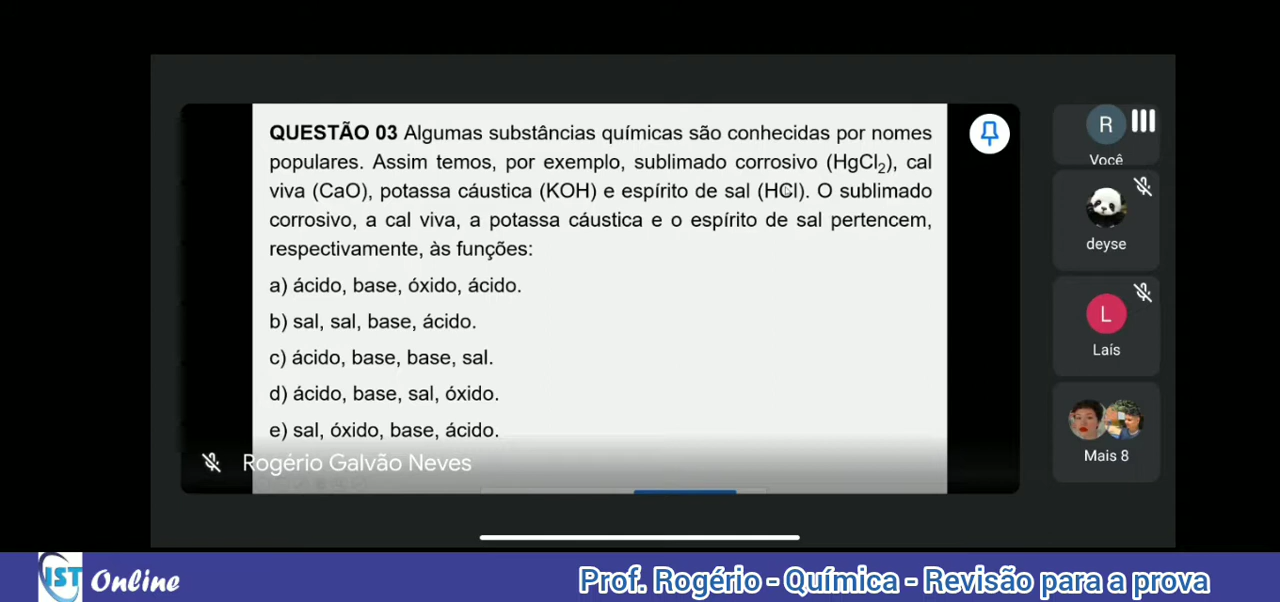 QUESTÃO 03 Algumas substâncias químicas são conhecidas por nomes
populares. Assim temos, por exemplo, sublimado corrosivo (HgCl₂), cal
viva (CaO), potassa cáustica (KOH) e espírito de sal (HCl). O sublimado
corrosivo, a cal viva, a potassa cáustica e o espírito de sal pertencem,
respectivamente, às funções:
a) ácido, base, óxido, ácido.
b) sal, sal, base, ácido.
c) ácido, base, base, sal.
d) ácido, base, sal, óxido.
e) sal, óxido, base, ácido.
Rogério Galvão Neves
R
Você
deyse
L
Laís
Mais 8
IST Online
Prof. Rogério - Química - Revisão para a prova